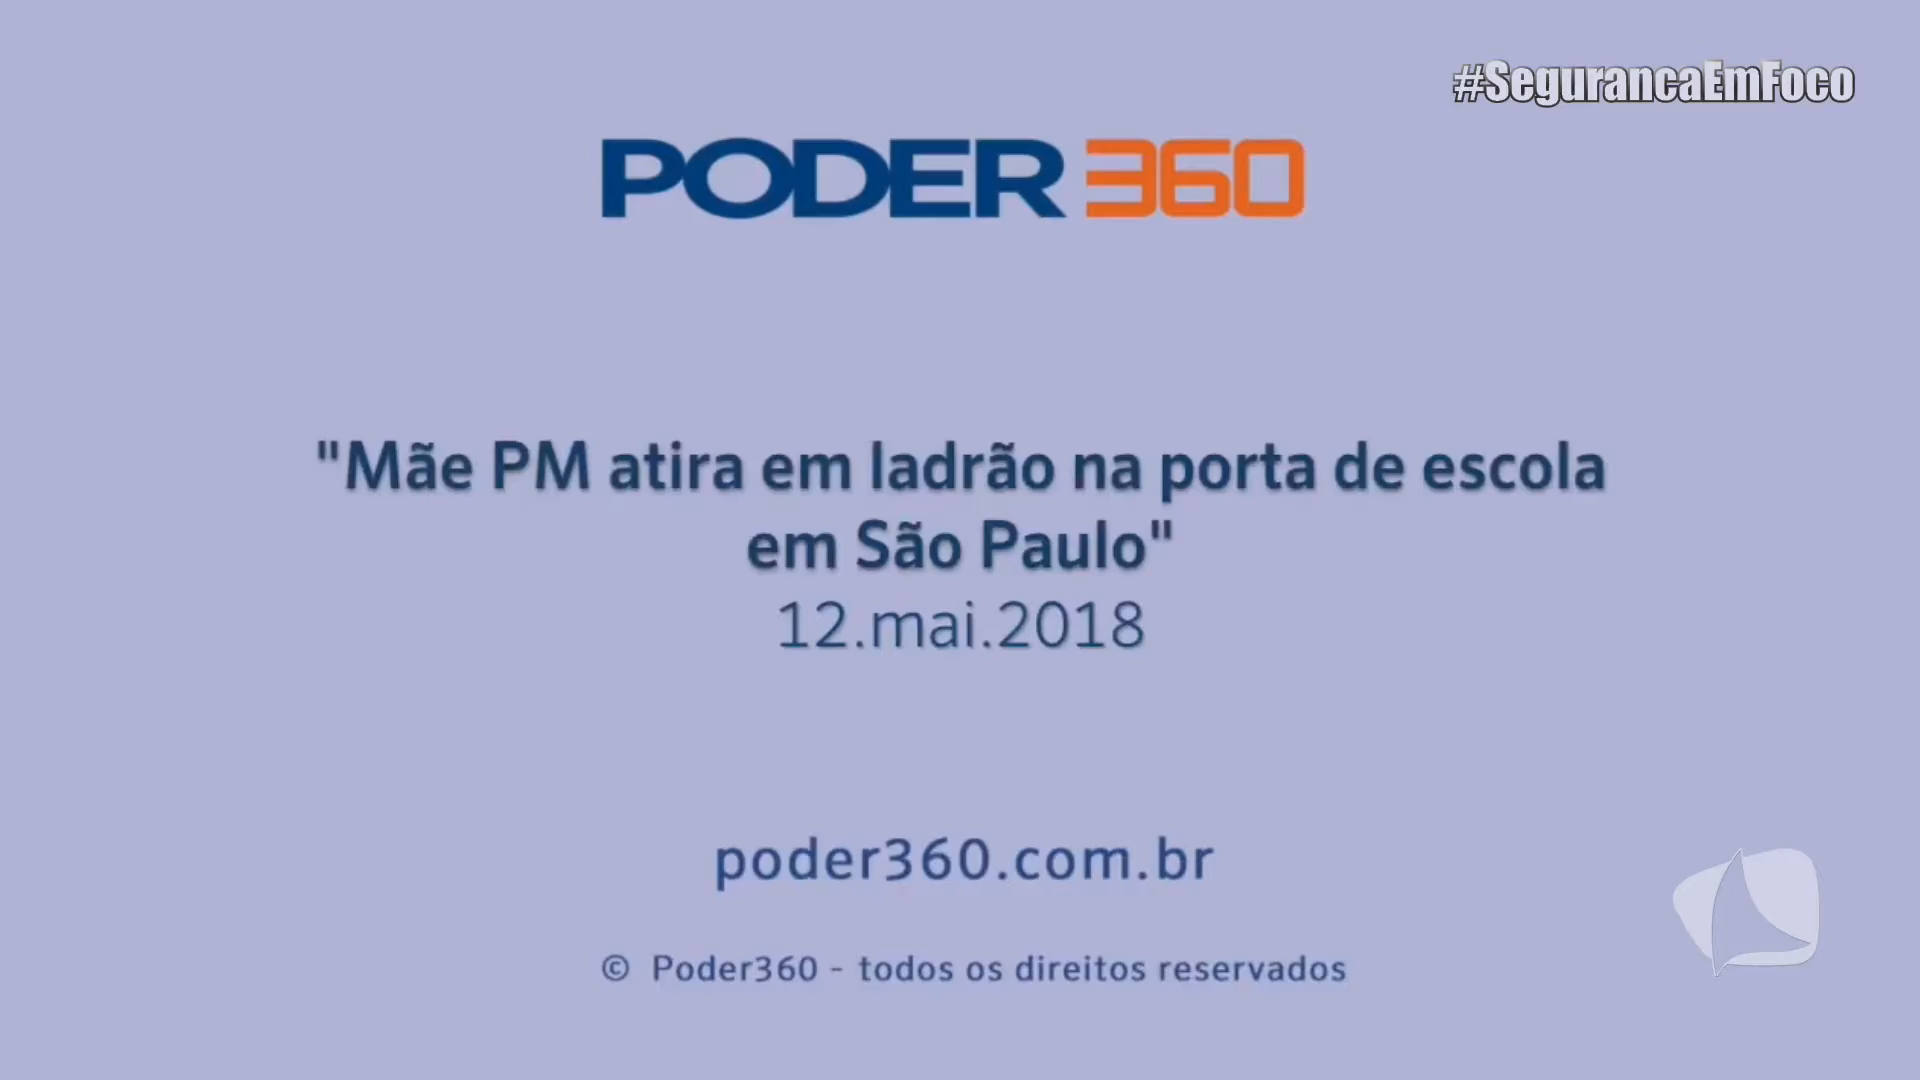 #SegurancaEmFoco
PODER 360
"Mãe PM atira em ladrão na porta de escola
em São Paulo"
12.mai.2018
poder360.com.br
© Poder360 - todos os direitos reservados